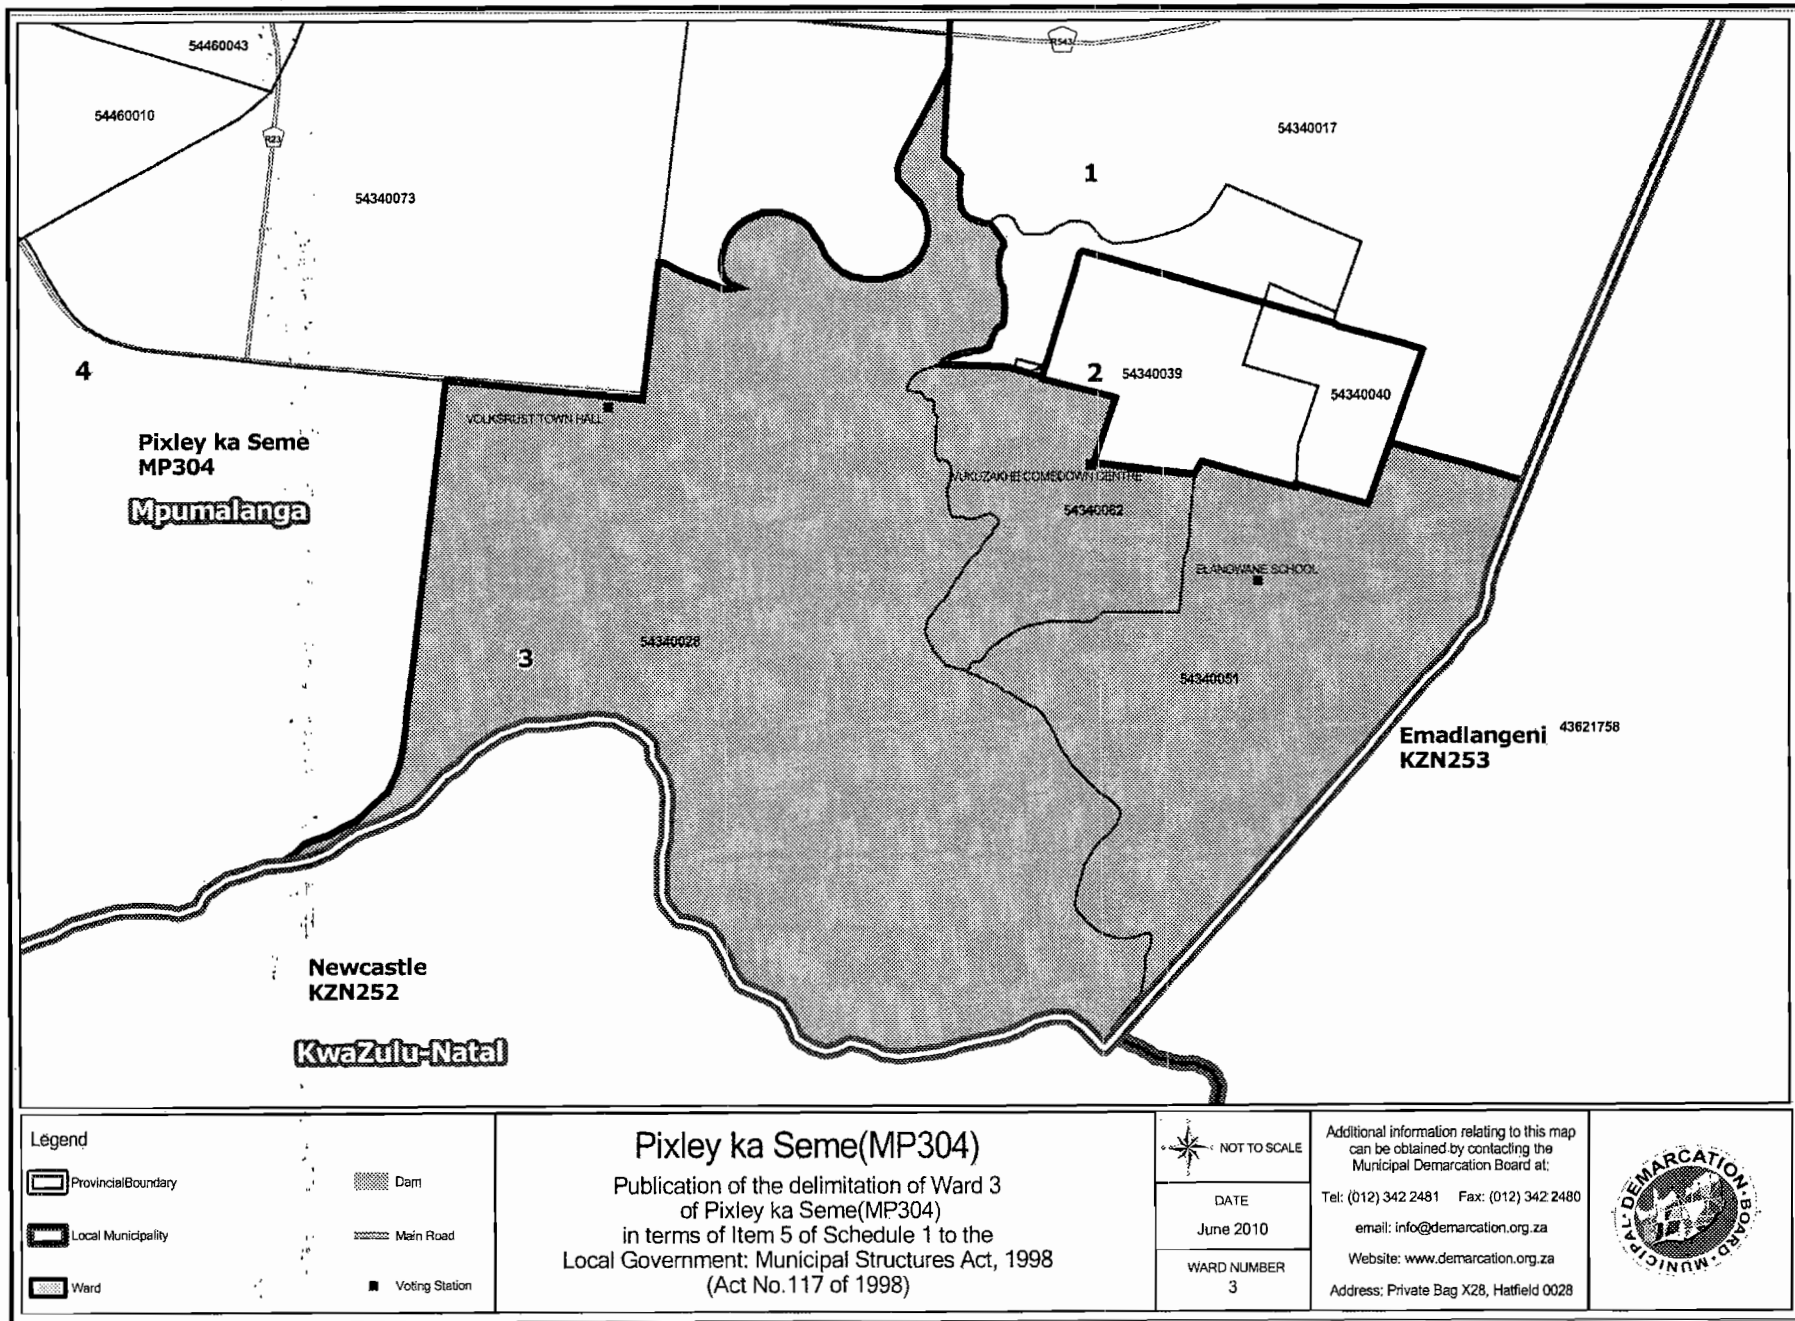 54460043
R543
54460010
R23
54340017
54340073
1
4
2
54340039
54340040
VOLKSRUST TOWN HALL
Pixley ka Seme
MP304
Mpumalanga
VUKUZAKHE COMEDOWN CENTRE
54340062
ELANDWANE SCHOOL
54340028
3
54340051
Emadlangeni
KZN253
43621758
Newcastle
KZN252
KwaZulu-Natal
Legend
ProvincialBoundary
Local Municipality
Ward
Dam
Main Road
Voting Station
Pixley ka Seme(MP304)
Publication of the delimitation of Ward 3
of Pixley ka Seme(MP304)
in terms of Item 5 of Schedule 1 to the
Local Government: Municipal Structures Act, 1998
(Act No.117 of 1998)
NOT TO SCALE
DATE
June 2010
WARD NUMBER
3
Additional information relating to this map
can be obtained by contacting the
Municipal Demarcation Board at:
Tel: (012) 342 2481 Fax: (012) 342 2480
email: info@demarcation.org.za
Website: www.demarcation.org.za
Address: Private Bag X28, Hatfield 0028
MUNICIPAL DEMARCATION BOARD